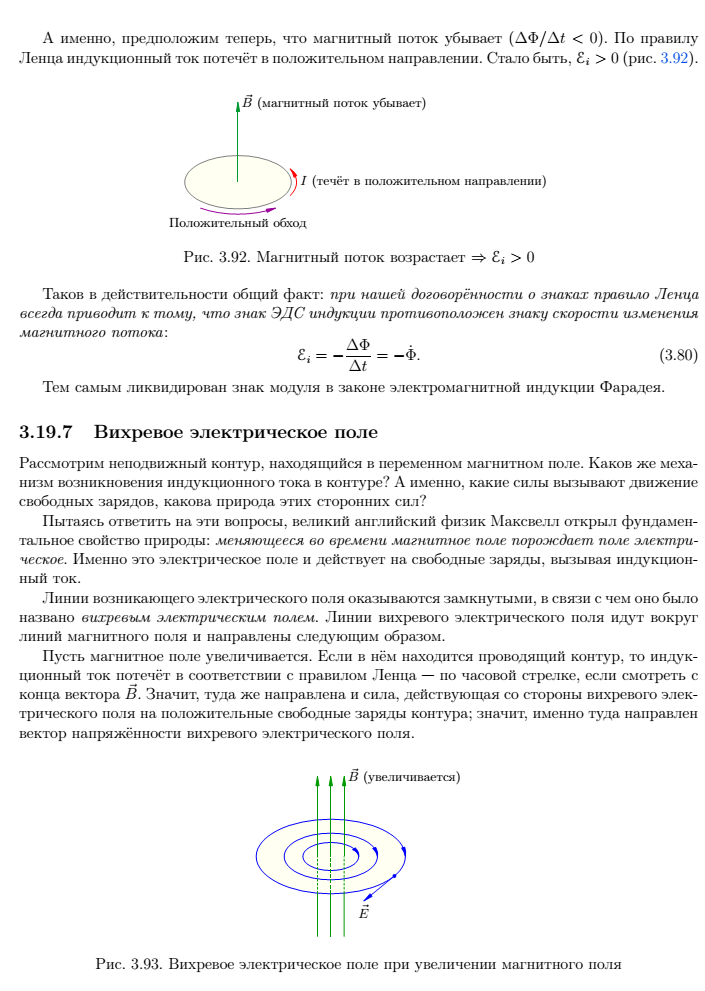 А именно, предположим теперь, что магнитный поток убывает (ΔΦ/Δt < 0). По правилу
Ленца индукционный ток потечёт в положительном направлении. Стало быть, ℰᵢ > 0 (рис. 3.92).
B⃗ (магнитный поток убывает)
I (течёт в положительном направлении)
Положительный обход
Рис. 3.92. Магнитный поток возрастает ⇒ ℰᵢ > 0
Таков в действительности общий факт: при нашей договорённости о знаках правило Ленца
всегда приводит к тому, что знак ЭДС индукции противоположен знаку скорости изменения
магнитного потока:
ℰᵢ = −ΔΦ/Δt = −Φ̇. (3.80)
Тем самым ликвидирован знак модуля в законе электромагнитной индукции Фарадея.
3.19.7 Вихревое электрическое поле
Рассмотрим неподвижный контур, находящийся в переменном магнитном поле. Каков же меха-
низм возникновения индукционного тока в контуре? А именно, какие силы вызывают движение
свободных зарядов, какова природа этих сторонних сил?
Пытаясь ответить на эти вопросы, великий английский физик Максвелл открыл фундамен-
тальное свойство природы: меняющееся во времени магнитное поле порождает поле электри-
ческое. Именно это электрическое поле и действует на свободные заряды, вызывая индукцион-
ный ток.
Линии возникающего электрического поля оказываются замкнутыми, в связи с чем оно было
названо вихревым электрическим полем. Линии вихревого электрического поля идут вокруг
линий магнитного поля и направлены следующим образом.
Пусть магнитное поле увеличивается. Если в нём находится проводящий контур, то индук-
ционный ток потечёт в соответствии с правилом Ленца — по часовой стрелке, если смотреть с
конца вектора B⃗. Значит, туда же направлена и сила, действующая со стороны вихревого элек-
трического поля на положительные свободные заряды контура; значит, именно туда направлен
вектор напряжённости вихревого электрического поля.
B⃗ (увеличивается)
E⃗
Рис. 3.93. Вихревое электрическое поле при увеличении магнитного поля